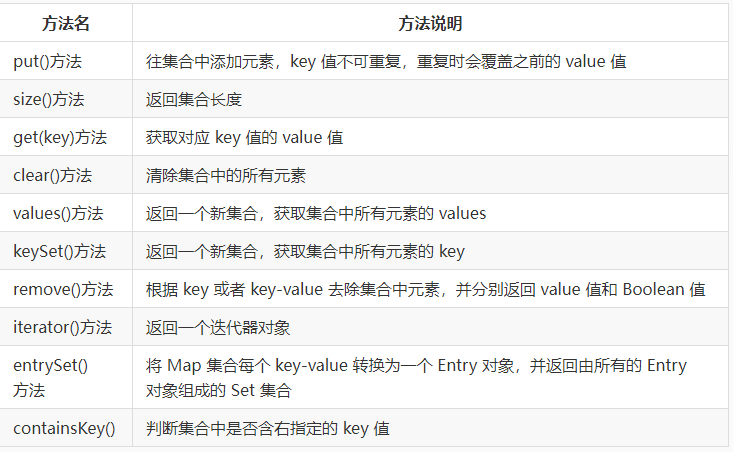 方法名 方法说明
put()方法 往集合中添加元素，key 值不可重复，重复时会覆盖之前的 value 值
size()方法 返回集合长度
get(key)方法 获取对应 key 值的 value 值
clear()方法 清除集合中的所有元素
values()方法 返回一个新集合，获取集合中所有元素的 values
keySet()方法 返回一个新集合，获取集合中所有元素的 key
remove()方法 根据 key 或者 key-value 去除集合中元素，并分别返回 value 值和 Boolean 值
iterator()方法 返回一个迭代器对象
entrySet()
方法
将 Map 集合每个 key-value 转换为一个 Entry 对象，并返回由所有的 Entry
对象组成的 Set 集合
containsKey() 判断集合中是否含右指定的 key 值